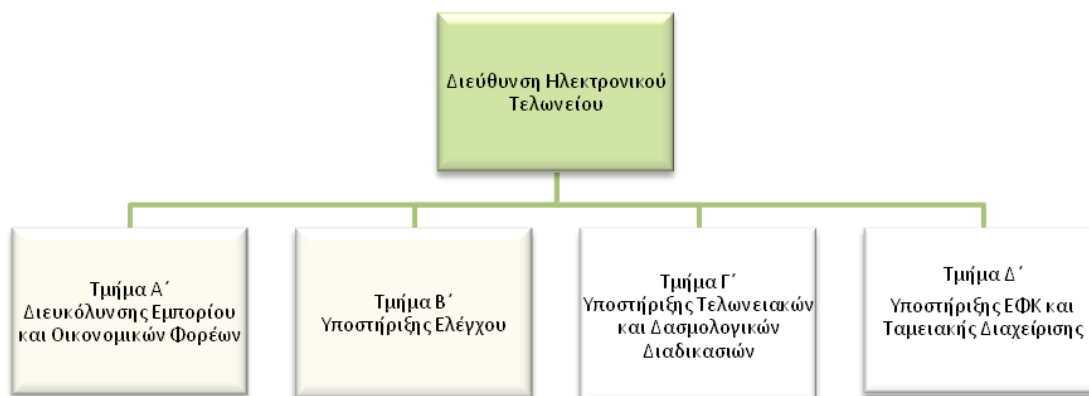 Διεύθυνση Ηλεκτρονικού
Τελωνείου
Τμήμα Α΄
Διευκόλυνσης Εμπορίου
και Οικονομικών Φορέων
Τμήμα Β΄
Υποστήριξης Ελέγχου
Τμήμα Γ΄
Υποστήριξης Τελωνειακών
και Δασμολογικών
Διαδικασιών
Τμήμα Δ΄
Υποστήριξης ΕΦΚ και
Ταμειακής Διαχείρισης